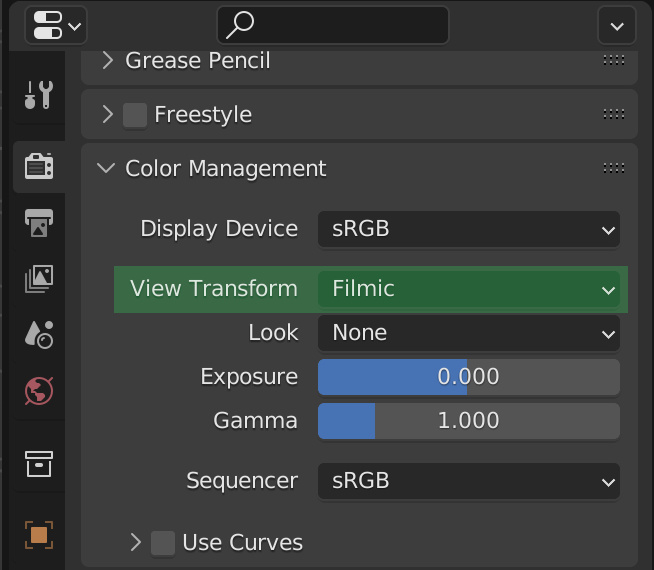 Grease Pencil
Freestyle
Color Management
Display Device sRGB
View Transform Filmic
Look None
Exposure 0.000
Gamma 1.000
Sequencer sRGB
Use Curves